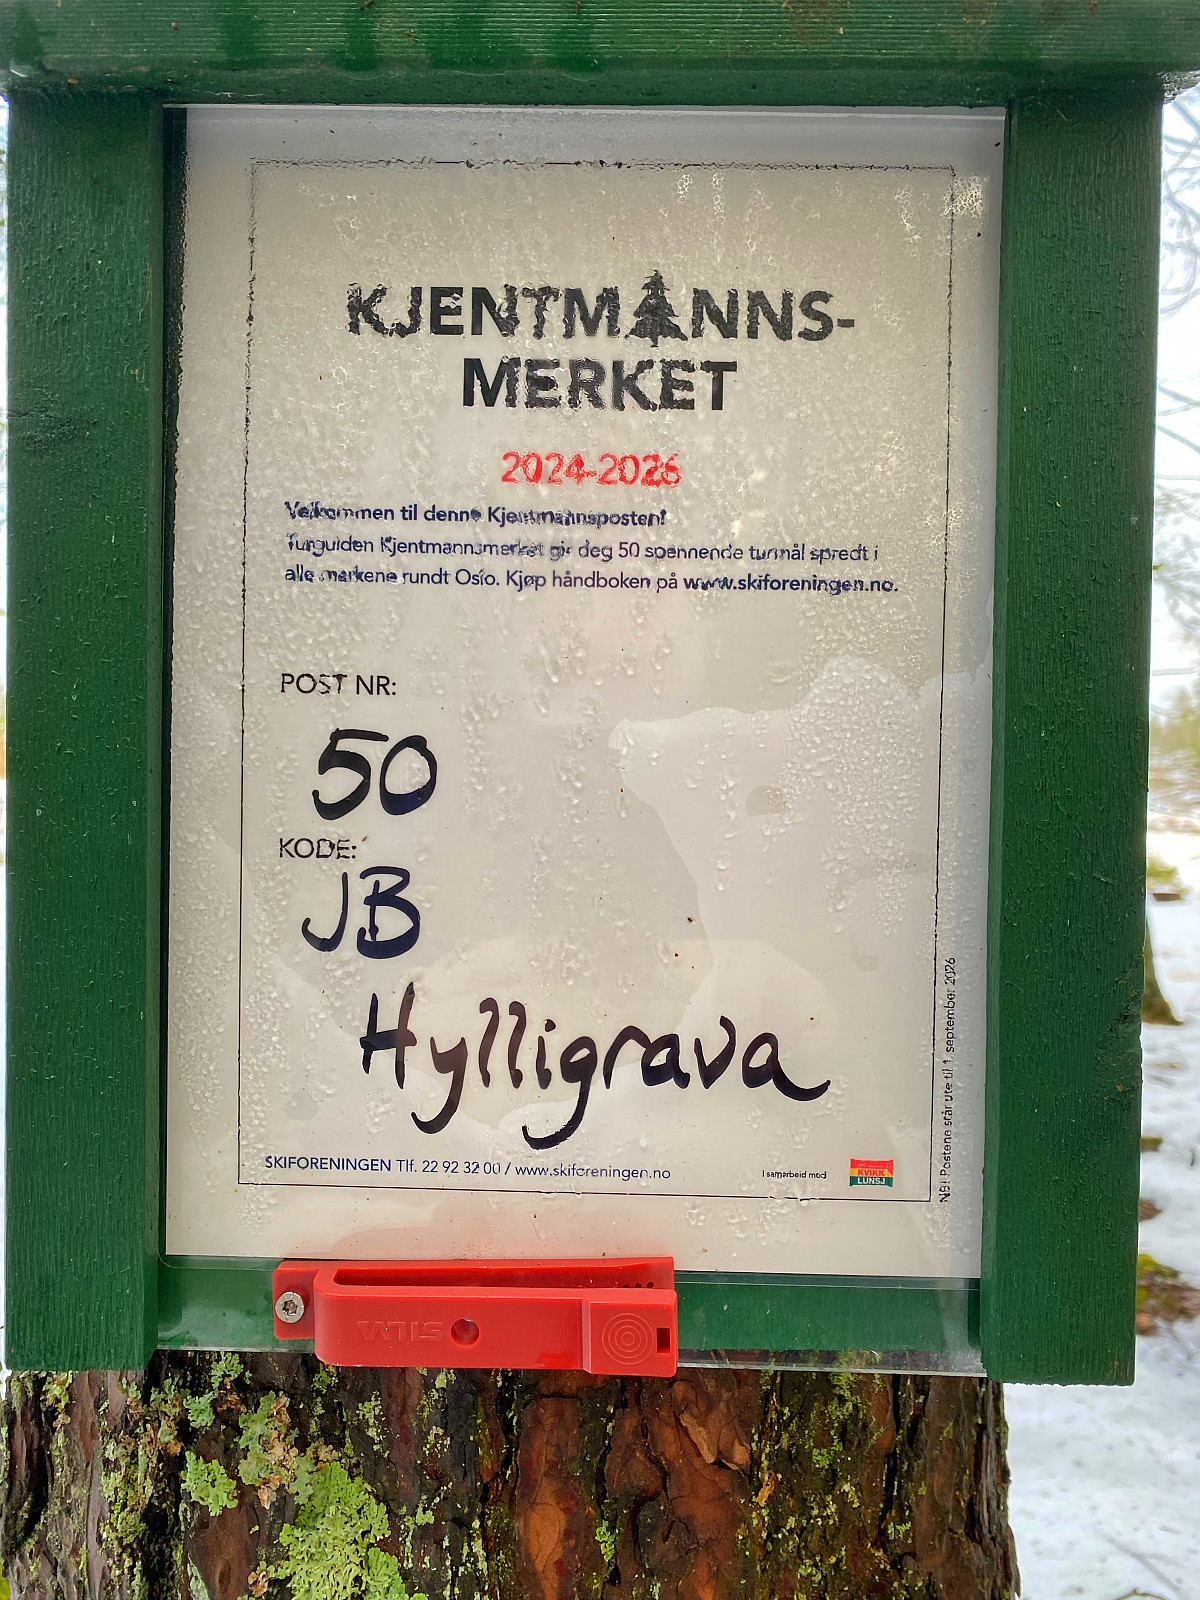 KJENTMANNS-
MERKET
2024-2026
Velkommen til denne Kjentmannsposten!
Turguiden Kjentmannsmerket gir deg 50 spennende turmål spredt i
alle markene rundt Oslo. Kjøp håndboken på www.skiforeningen.no.
POST NR:
50
KODE:
JB
Hylligrava
SKIFORENINGEN Tlf. 22 92 32 00 / www.skiforeningen.no
I samarbeid med
KVIKK
LUNSJ
NB! Postene står ute til 1. september 2026
SILVA